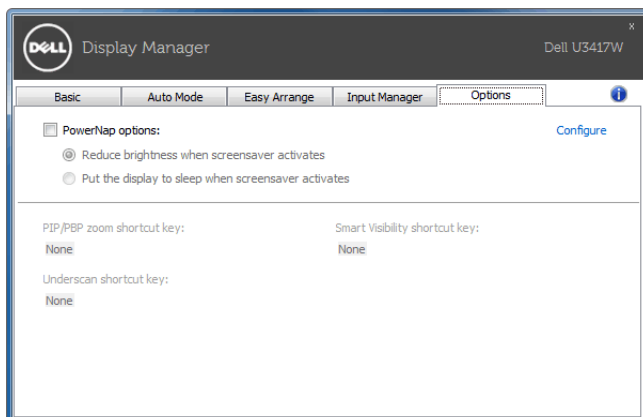 DELL
Display Manager
Dell U3417W
x
Basic
Auto Mode
Easy Arrange
Input Manager
Options
i
PowerNap options:
Configure
Reduce brightness when screensaver activates
Put the display to sleep when screensaver activates
PIP/PBP zoom shortcut key:
Smart Visibility shortcut key:
None
None
Underscan shortcut key:
None